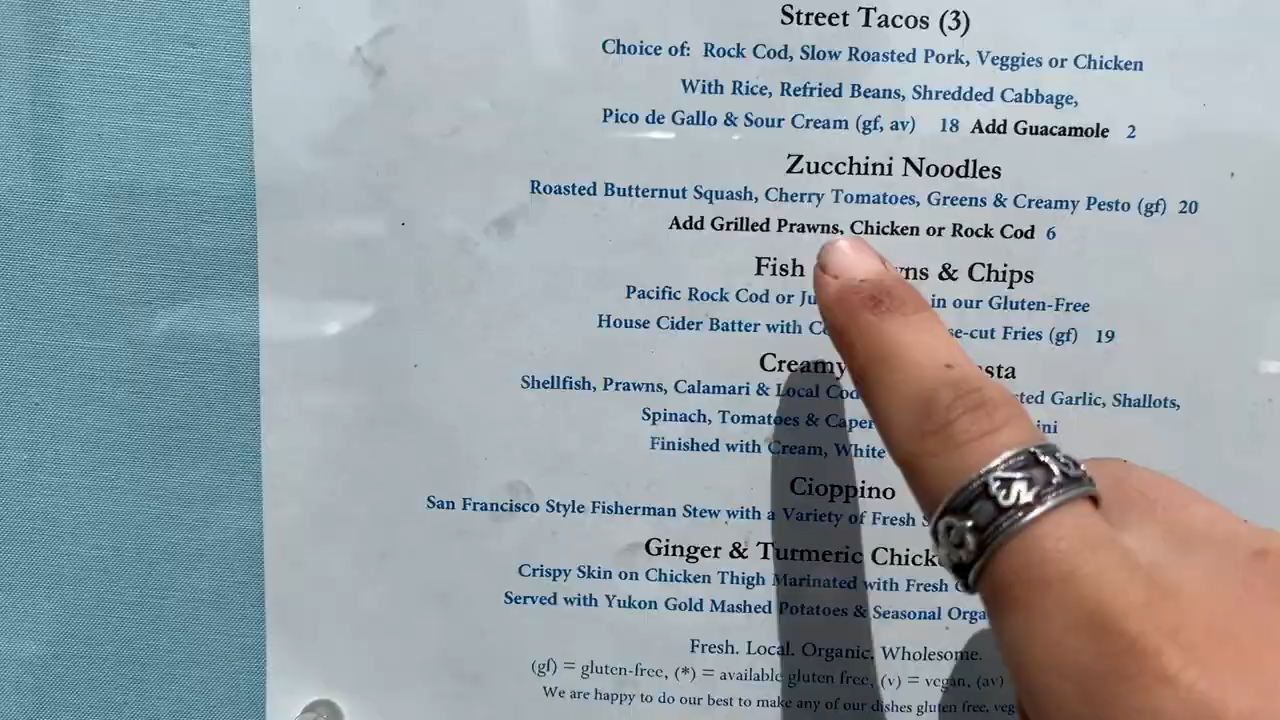 Street Tacos (3)
Choice of: Rock Cod, Slow Roasted Pork, Veggies or Chicken
With Rice, Refried Beans, Shredded Cabbage,
Pico de Gallo & Sour Cream (gf, av) 18 Add Guacamole 2
Zucchini Noodles
Roasted Butternut Squash, Cherry Tomatoes, Greens & Creamy Pesto (gf) 20
Add Grilled Prawns, Chicken or Rock Cod 6
Fish & Chips
Pacific Rock Cod or in our Gluten-Free
House Cider Batter with Fries (gf) 19
Creamy
Shellfish, Prawns, Calamari & Local Cod Garlic, Shallots,
Spinach, Tomatoes &
Finished with Cream, White
Cioppino
San Francisco Style Fisherman Stew with a Variety of Fresh
Ginger & Turmeric
Crispy Skin on Chicken Thigh Marinated with Fresh
Served with Yukon Gold Mashed Potatoes & Seasonal
Fresh. Local. Organic. Wholesome.
(gf) = gluten-free, (*) = available gluten free, (v) = vegan, (av)
We are happy to do our best to make any of our dishes gluten free,